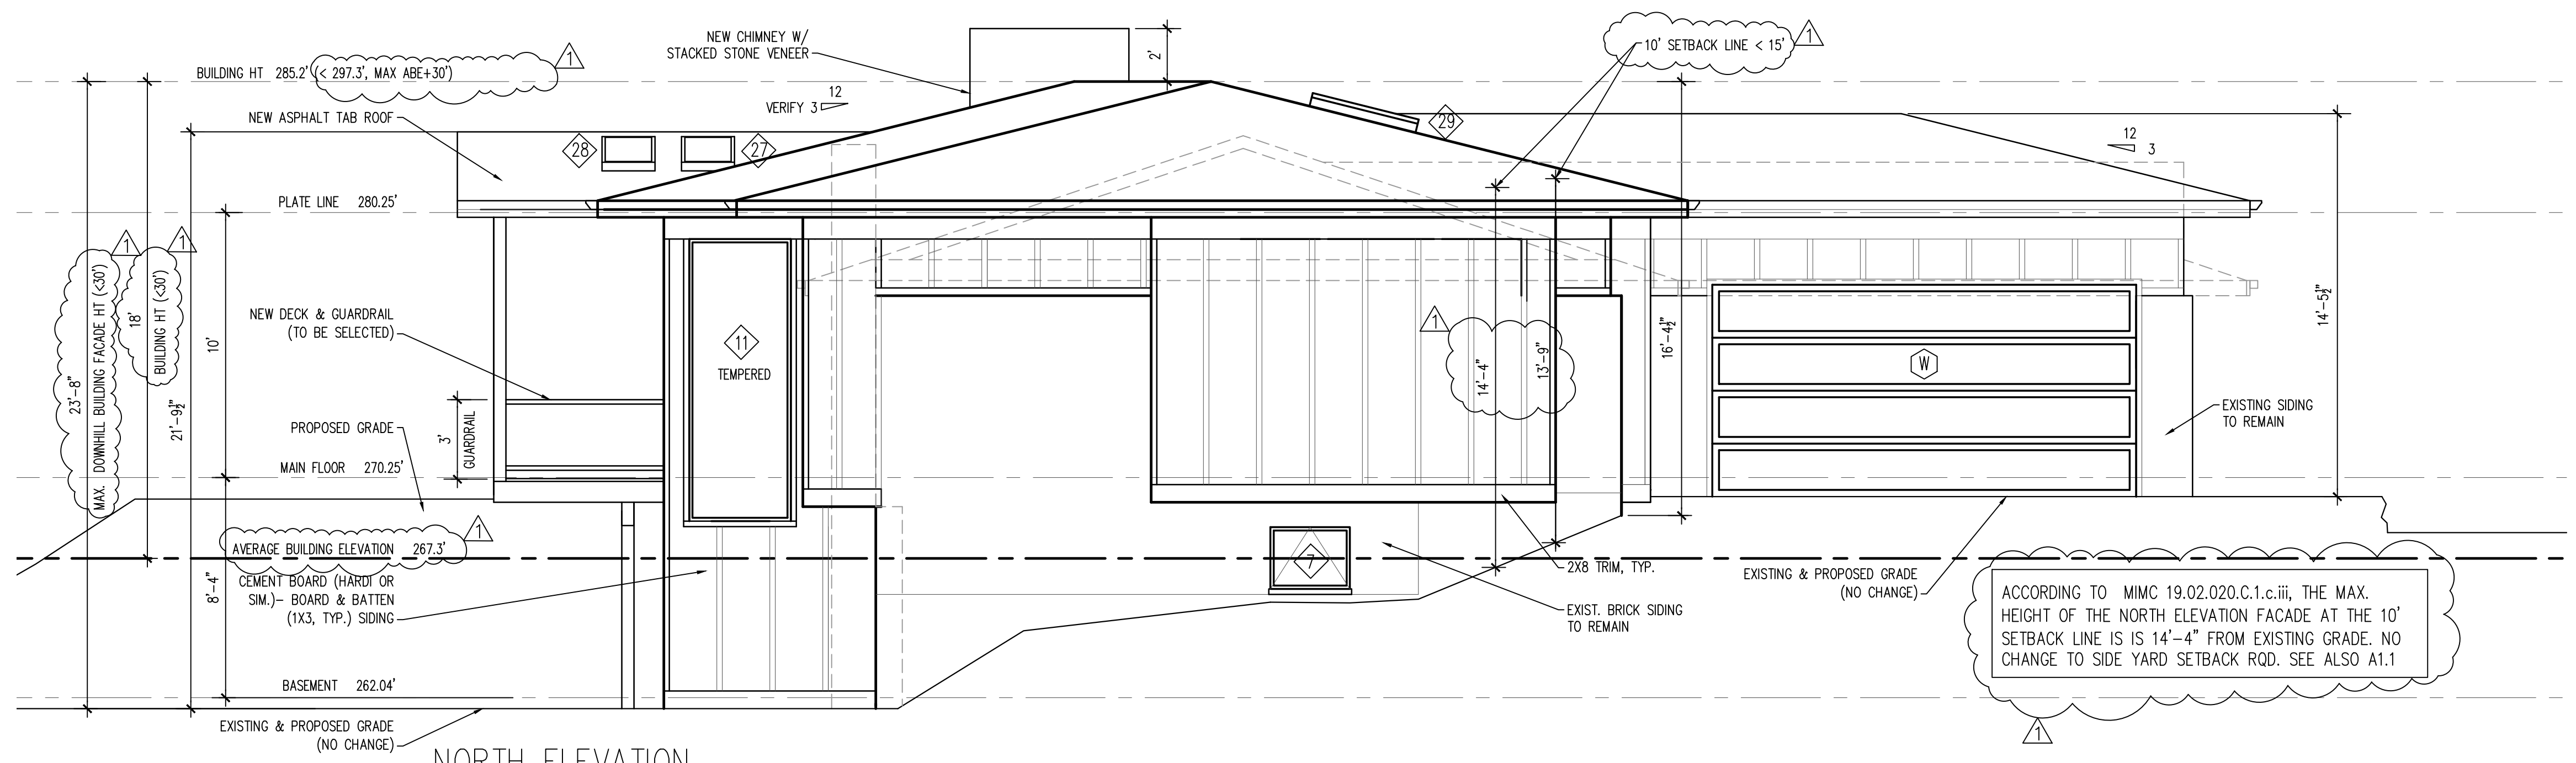 NEW CHIMNEY W/
STACKED STONE VENEER
2'
10' SETBACK LINE < 15'
1
BUILDING HT 285.2' (< 297.3', MAX ABE+30')
1
12
VERIFY 3
NEW ASPHALT TAB ROOF
28
27
29
12
3
PLATE LINE 280.25'
1
1
MAX. DOWNHILL BUILDING FACADE HT (<30')
23'-8"
BUILDING HT (<30')
18'
21'-9½"
10'
NEW DECK & GUARDRAIL
(TO BE SELECTED)
11
TEMPERED
1
14'-4"
13'-9"
16'-4½"
14'-5½"
W
EXISTING SIDING
TO REMAIN
PROPOSED GRADE
3'
GUARDRAIL
MAIN FLOOR 270.25'
1
AVERAGE BUILDING ELEVATION 267.3'
8'-4"
CEMENT BOARD (HARDI OR
SIM.)- BOARD & BATTEN
(1X3, TYP.) SIDING
7
2X8 TRIM, TYP.
EXIST. BRICK SIDING
TO REMAIN
EXISTING & PROPOSED GRADE
(NO CHANGE)
ACCORDING TO MIMC 19.02.020.C.1.c.iii, THE MAX.
HEIGHT OF THE NORTH ELEVATION FACADE AT THE 10'
SETBACK LINE IS IS 14'-4" FROM EXISTING GRADE. NO
CHANGE TO SIDE YARD SETBACK RQD. SEE ALSO A1.1
1
BASEMENT 262.04'
EXISTING & PROPOSED GRADE
(NO CHANGE)
NORTH ELEVATION